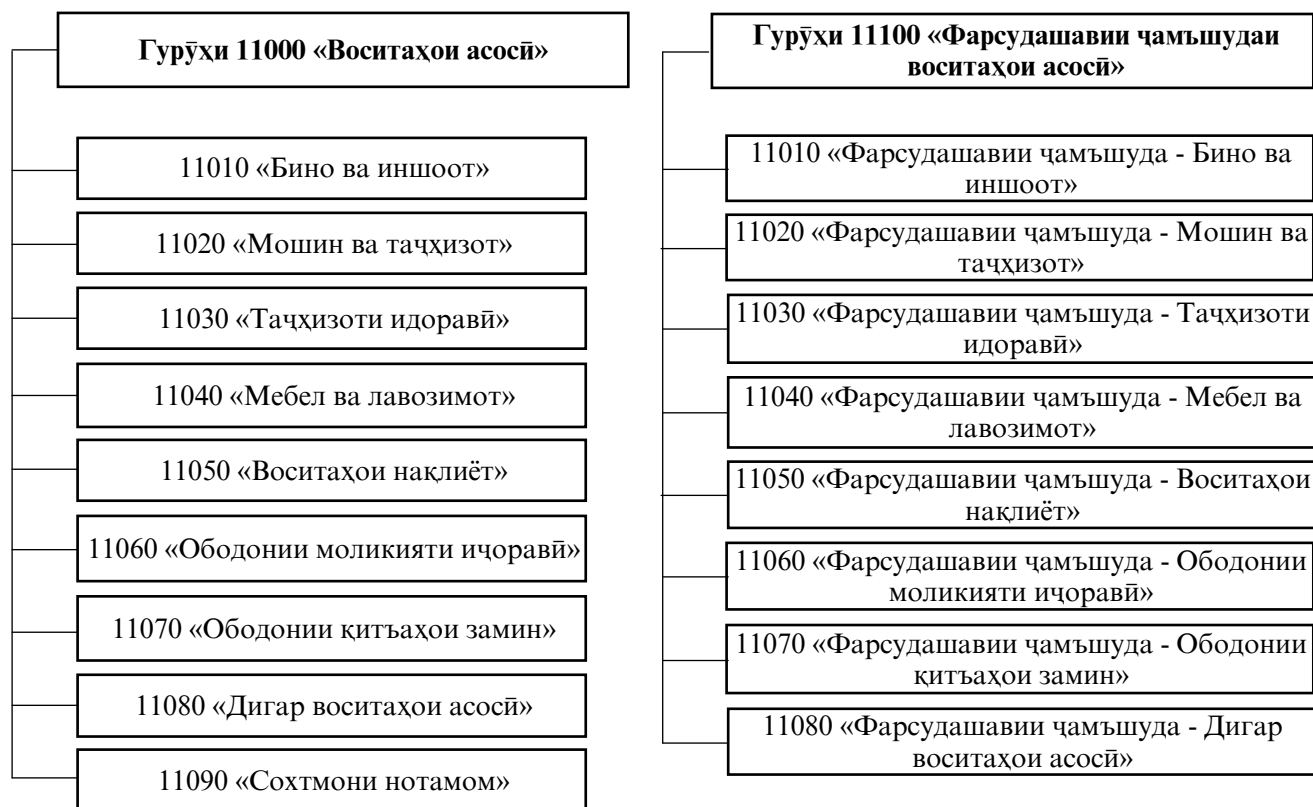 Гурӯҳи 11000 «Воситаҳои асосӣ»
11010 «Бино ва иншоот»
11020 «Мошин ва таҷҳизот»
11030 «Таҷҳизоти идоравӣ»
11040 «Мебел ва лавозимот»
11050 «Воситаҳои нақлиёт»
11060 «Ободонии моликияти иҷоравӣ»
11070 «Ободонии қитъаҳои замин»
11080 «Дигар воситаҳои асосӣ»
11090 «Сохтмони нотамом»
Гурӯҳи 11100 «Фарсудашавии ҷамъшудаи
воситаҳои асосӣ»
11010 «Фарсудашавии ҷамъшуда - Бино ва
иншоот»
11020 «Фарсудашавии ҷамъшуда - Мошин ва
таҷҳизот»
11030 «Фарсудашавии ҷамъшуда - Таҷҳизоти
идоравӣ»
11040 «Фарсудашавии ҷамъшуда - Мебел ва
лавозимот»
11050 «Фарсудашавии ҷамъшуда - Воситаҳои
нақлиёт»
11060 «Фарсудашавии ҷамъшуда - Ободонии
моликияти иҷоравӣ»
11070 «Фарсудашавии ҷамъшуда - Ободонии
қитъаҳои замин»
11080 «Фарсудашавии ҷамъшуда - Дигар
воситаҳои асосӣ»